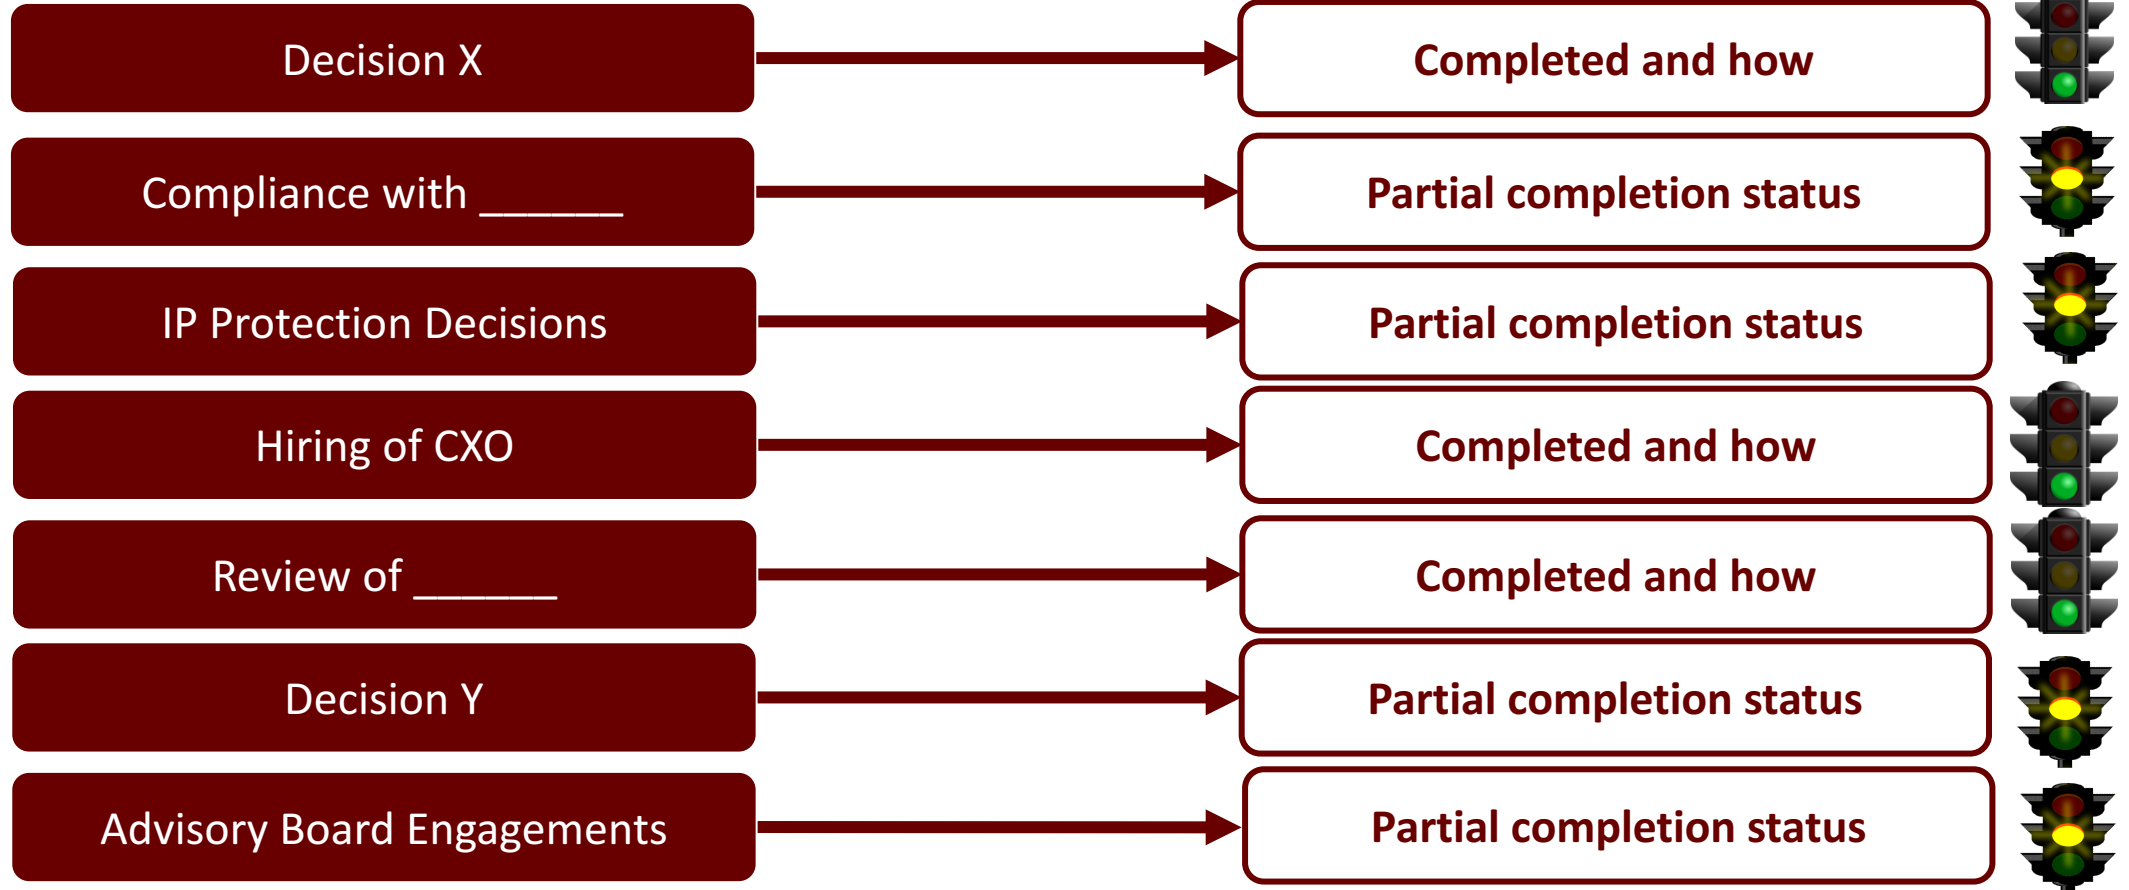 Decision X
Completed and how
Compliance with ______
Partial completion status
IP Protection Decisions
Partial completion status
Hiring of CXO
Completed and how
Review of ______
Completed and how
Decision Y
Partial completion status
Advisory Board Engagements
Partial completion status